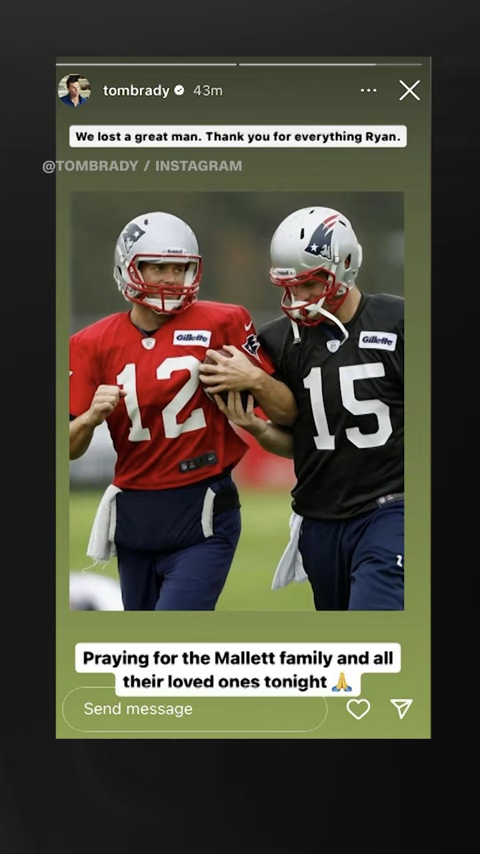 tombrady 43m
We lost a great man. Thank you for everything Ryan.
@TOMBRADY / INSTAGRAM
Gillette
Gillette
12
15
Praying for the Mallett family and all
their loved ones tonight 🙏
Send message